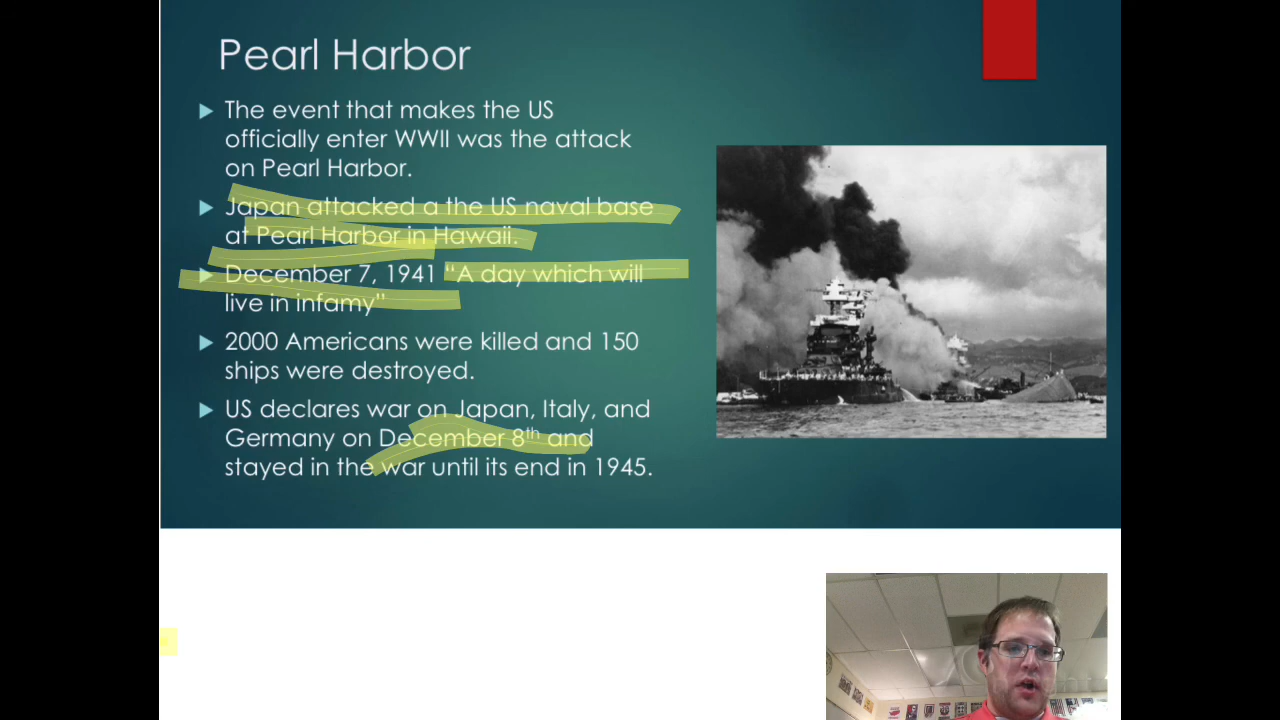 Pearl Harbor
The event that makes the US
officially enter WWII was the attack
on Pearl Harbor.
Japan attacked a the US naval base
at Pearl Harbor in Hawaii.
December 7, 1941 “A day which will
live in infamy”
2000 Americans were killed and 150
ships were destroyed.
US declares war on Japan, Italy, and
Germany on December 8th and
stayed in the war until its end in 1945.